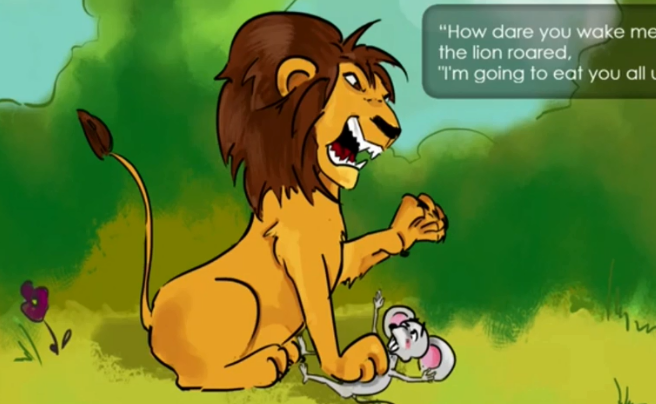 “How dare you wake me
the lion roared,
"I'm going to eat you all u